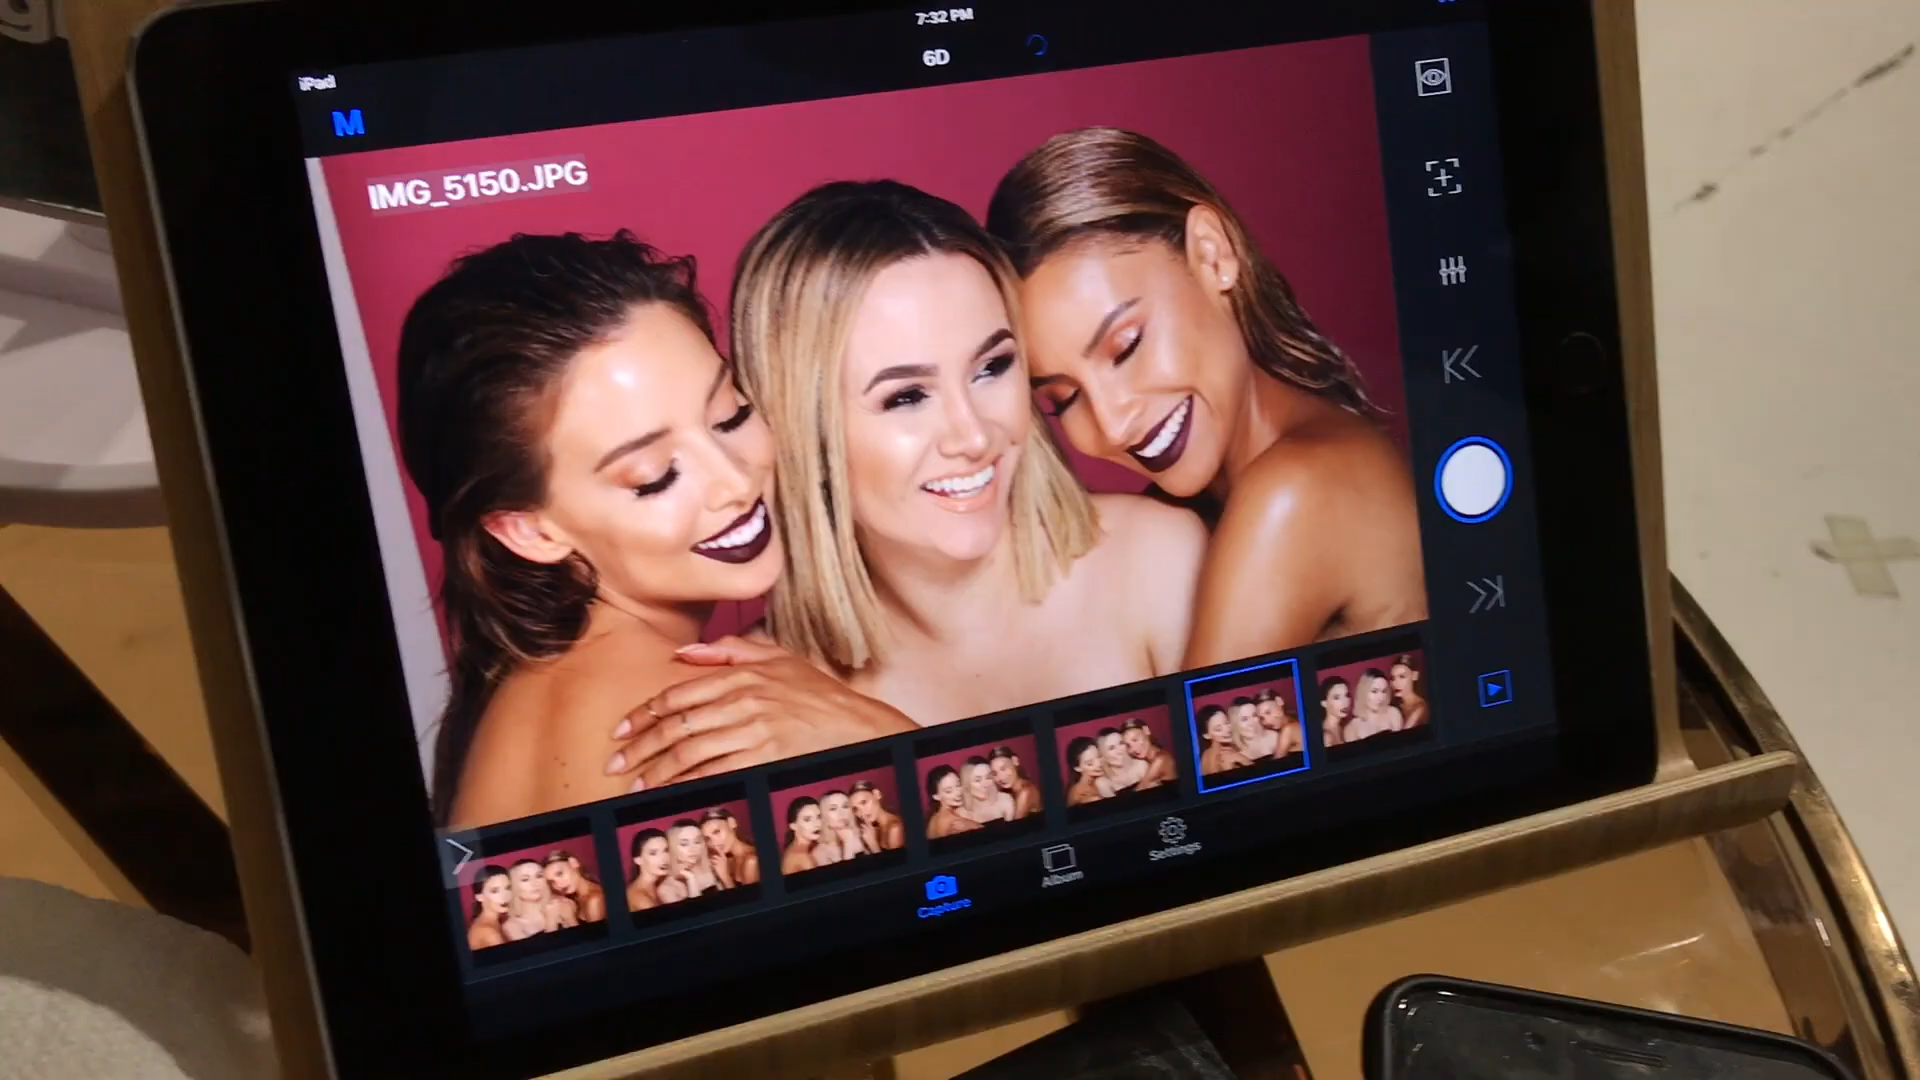 7:32 PM
iPad
6D
M
IMG_5150.JPG
Capture
Album
Settings